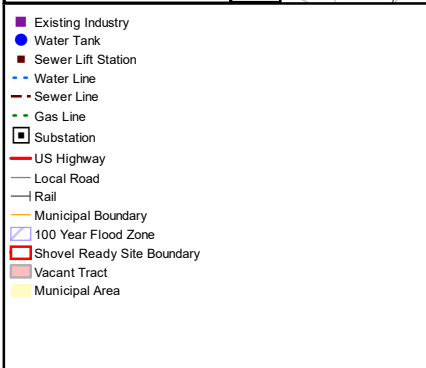 Existing Industry
Water Tank
Sewer Lift Station
Water Line
Sewer Line
Gas Line
Substation
US Highway
Local Road
Rail
Municipal Boundary
100 Year Flood Zone
Shovel Ready Site Boundary
Vacant Tract
Municipal Area